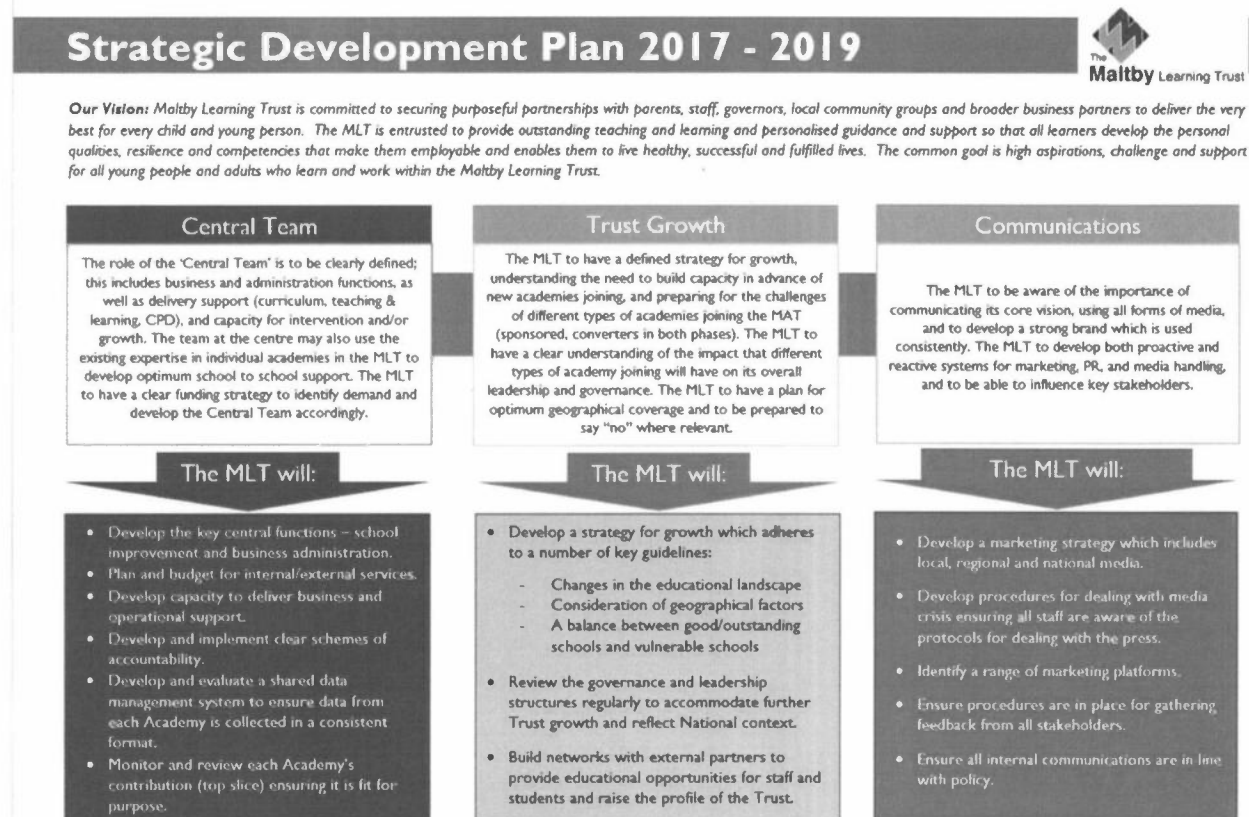 Strategic Development Plan 2017 - 2019
The
Maltby Learning Trust
Our Vision: Maltby Learning Trust is committed to securing purposeful partnerships with parents, staff, governors, local community groups and broader business partners to deliver the very
best for every child and young person. The MLT is entrusted to provide outstanding teaching and learning and personalised guidance and support so that all learners develop the personal
qualities, resilience and competencies that make them employable and enables them to live healthy, successful and fulfilled lives. The common goal is high aspirations, challenge and support
for all young people and adults who learn and work within the Maltby Learning Trust.
Central Team
The role of the 'Central Team' is to be clearly defined;
this includes business and administration functions, as
well as delivery support (curriculum, teaching &
learning, CPD), and capacity for intervention and/or
growth. The team at the centre may also use the
existing expertise in individual academies in the MLT to
develop optimum school to school support. The MLT
to have a clear funding strategy to identify demand and
develop the Central Team accordingly.
The MLT will:
• Develop the key central functions – school
improvement and business administration.
• Plan and budget for internal/external services.
• Develop capacity to deliver business and
operational support.
• Develop and implement clear schemes of
accountability.
• Develop and evaluate a shared data
management system to ensure data from
each Academy is collected in a consistent
format.
• Monitor and review each Academy's
contribution (top slice) ensuring it is fit for
purpose.
Trust Growth
The MLT to have a defined strategy for growth,
understanding the need to build capacity in advance of
new academies joining, and preparing for the challenges
of different types of academies joining the MAT
(sponsored, converters in both phases). The MLT to
have a clear understanding of the impact that different
types of academy joining will have on its overall
leadership and governance. The MLT to have a plan for
optimum geographical coverage and to be prepared to
say "no" where relevant.
The MLT will:
• Develop a strategy for growth which adheres
to a number of key guidelines:
- Changes in the educational landscape
- Consideration of geographical factors
- A balance between good/outstanding
schools and vulnerable schools
• Review the governance and leadership
structures regularly to accommodate further
Trust growth and reflect National context.
• Build networks with external partners to
provide educational opportunities for staff and
students and raise the profile of the Trust.
Communications
The MLT to be aware of the importance of
communicating its core vision, using all forms of media,
and to develop a strong brand which is used
consistently. The MLT to develop both proactive and
reactive systems for marketing, PR, and media handling,
and to be able to influence key stakeholders.
The MLT will:
• Develop a marketing strategy which includes
local, regional and national media.
• Develop procedures for dealing with media
crisis ensuring all staff are aware of the
protocols for dealing with the press.
• Identify a range of marketing platforms.
• Ensure procedures are in place for gathering
feedback from all stakeholders.
• Ensure all internal communications are in line
with policy.